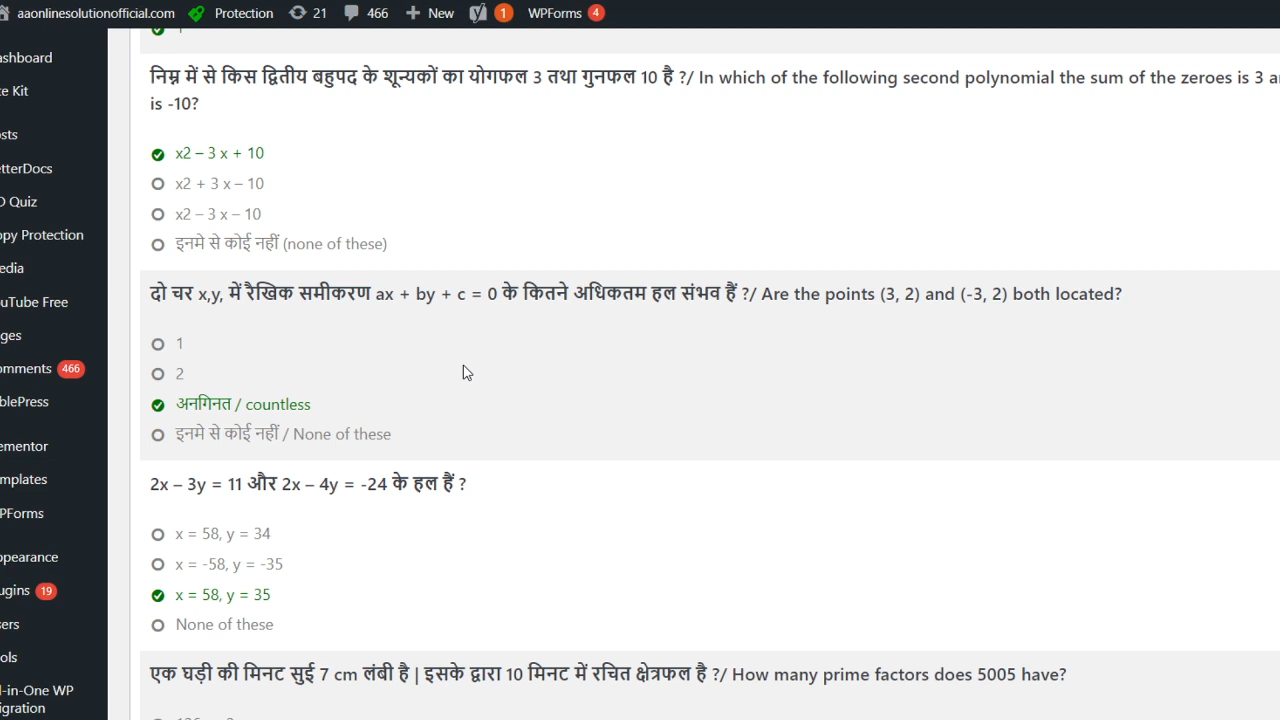 aaonlinesolutionofficial.com Protection 21 466 New 1 WPForms 4
ashboard
te Kit
osts
etterDocs
O Quiz
opy Protection
edia
ouTube Free
ages
omments 466
ablePress
ementor
emplates
PForms
ppearance
ugins 19
sers
ols
l-in-One WP
igration
1
निम्न में से किस द्वितीय बहुपद के शून्यकों का योगफल 3 तथा गुनफल 10 है ?/ In which of the following second polynomial the sum of the zeroes is 3 a
is -10?
x2 – 3 x + 10
x2 + 3 x – 10
x2 – 3 x – 10
इनमे से कोई नहीं (none of these)
दो चर x,y, में रैखिक समीकरण ax + by + c = 0 के कितने अधिकतम हल संभव हैं ?/ Are the points (3, 2) and (-3, 2) both located?
1
2
अनगिनत / countless
इनमे से कोई नहीं / None of these
2x – 3y = 11 और 2x – 4y = -24 के हल हैं ?
x = 58, y = 34
x = -58, y = -35
x = 58, y = 35
None of these
एक घड़ी की मिनट सुई 7 cm लंबी है | इसके द्वारा 10 मिनट में रचित क्षेत्रफल है ?/ How many prime factors does 5005 have?